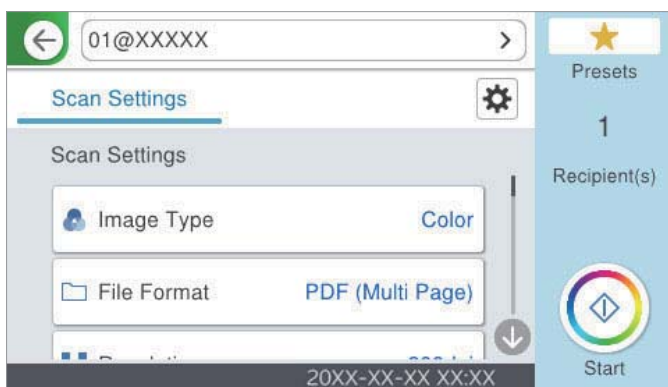 01@XXXXX
Presets
Scan Settings
1
Scan Settings
Recipient(s)
Image Type Color
File Format PDF (Multi Page)
20XX-XX-XX XX:XX
Start